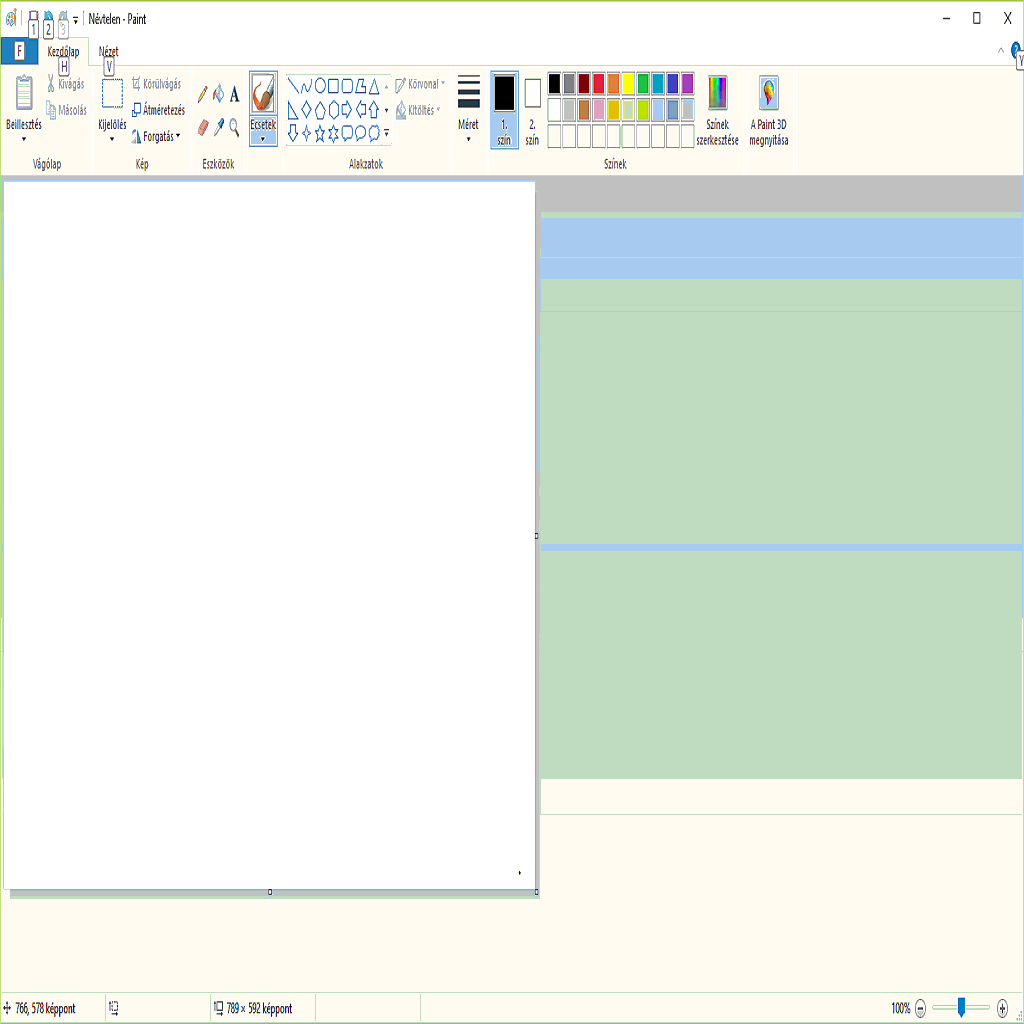 Névtelen - Paint
1 2 3
F Kezdőlap Nézet
H V Y
Beillesztés
Kivágás
Másolás
Vágólap
Kijelölés
Körülvágás
Átméretezés
Forgatás
Kép
A
Eszközök
Ecsetek
Körvonal
Kitöltés
Alakzatok
Méret
1.
szín
2.
szín
Színek
szerkesztése
Színek
A Paint 3D
megnyitása
766, 578 képpont
789 × 592 képpont
100%